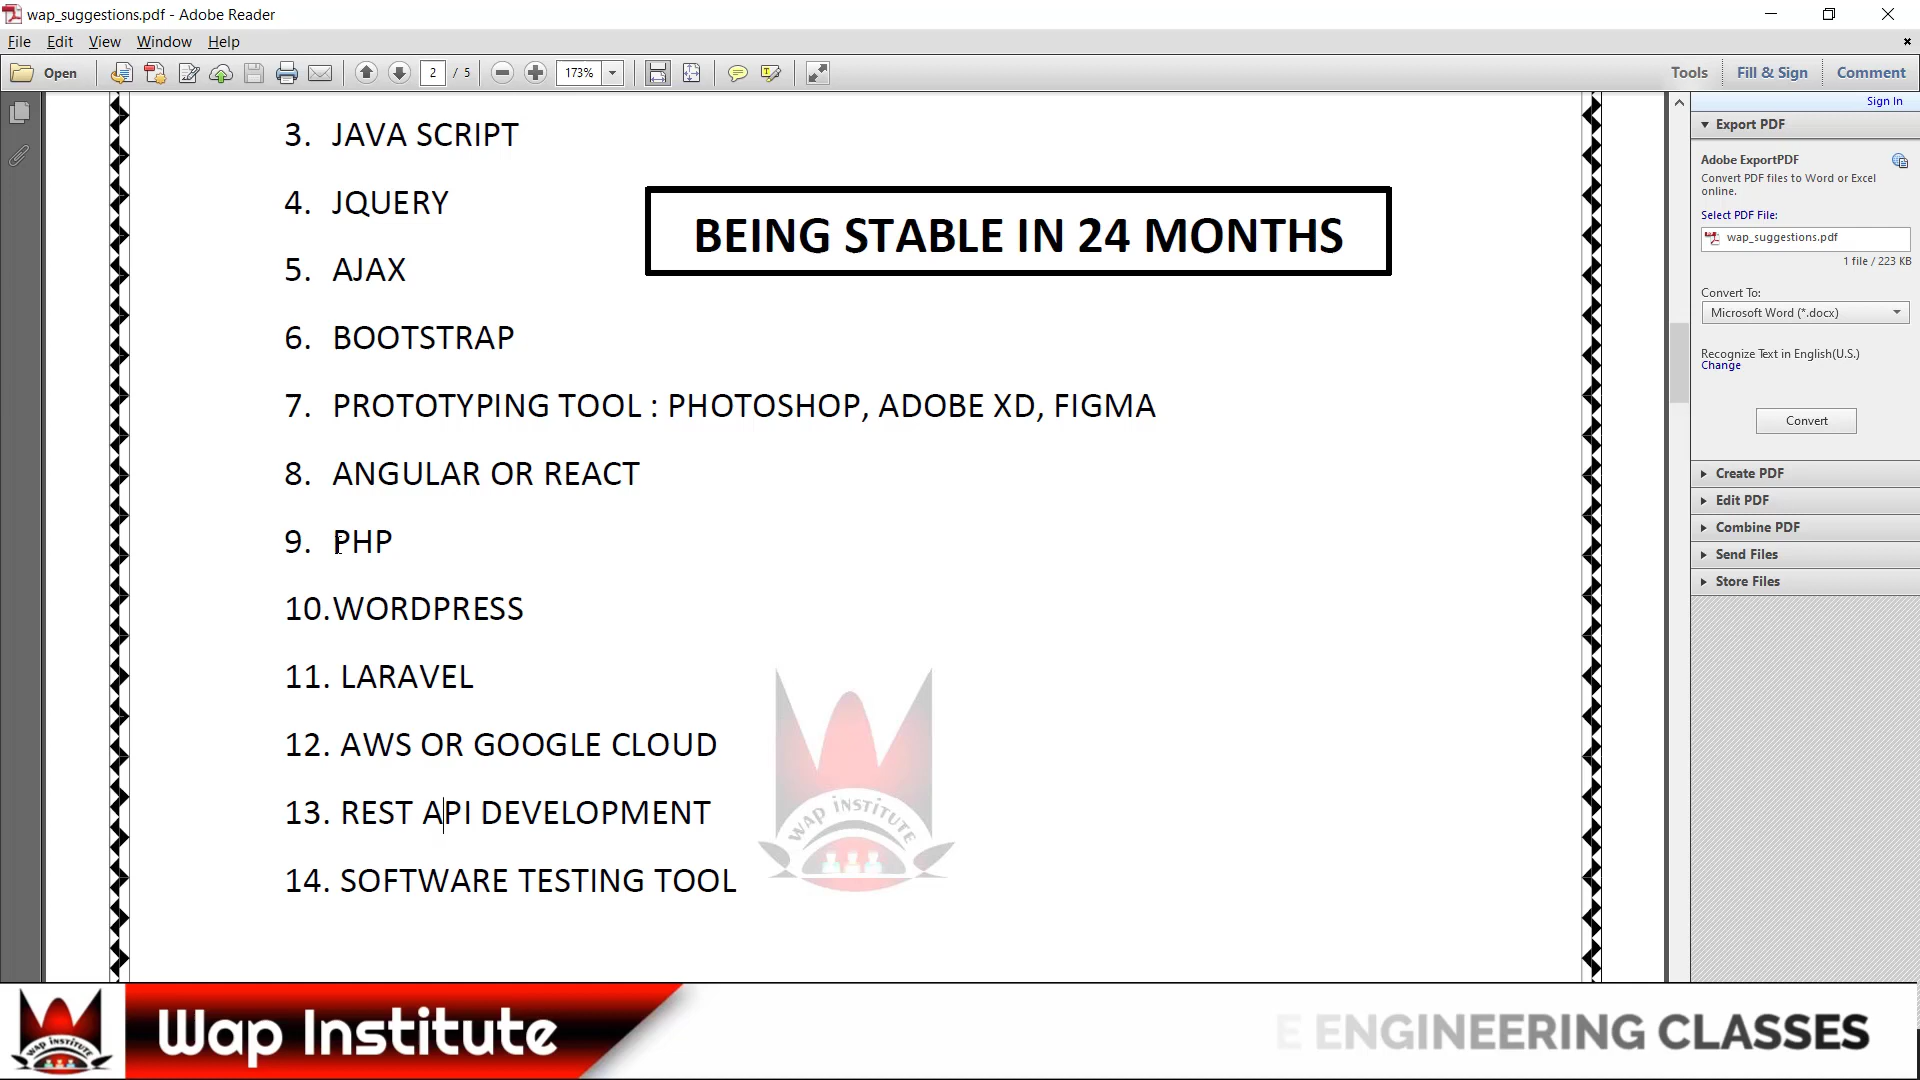 wap_suggestions.pdf - Adobe Reader
File Edit View Window Help
Open 2 / 5 173% Tools Fill & Sign Comment
Sign In
3. JAVA SCRIPT
4. JQUERY
BEING STABLE IN 24 MONTHS
5. AJAX
6. BOOTSTRAP
7. PROTOTYPING TOOL : PHOTOSHOP, ADOBE XD, FIGMA
8. ANGULAR OR REACT
9. PHP
10.WORDPRESS
11. LARAVEL
12. AWS OR GOOGLE CLOUD
13. REST API DEVELOPMENT
14. SOFTWARE TESTING TOOL
Wap Institute
Export PDF
Adobe ExportPDF
Convert PDF files to Word or Excel
online.
Select PDF File:
wap_suggestions.pdf
1 file / 223 KB
Convert To:
Microsoft Word (*.docx)
Recognize Text in English(U.S.)
Change
Convert
Create PDF
Edit PDF
Combine PDF
Send Files
Store Files
Wap Institute
Wap Institute
E ENGINEERING CLASSES